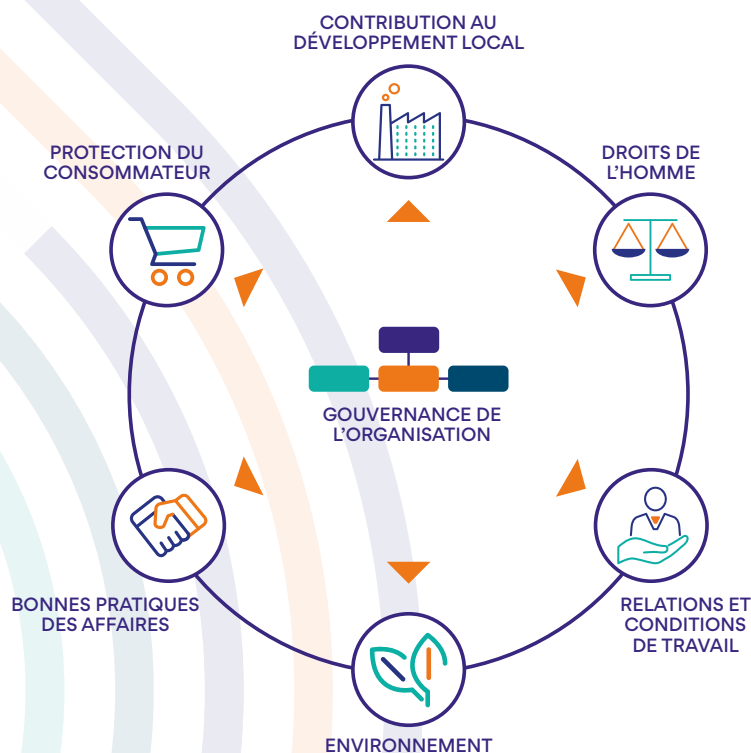 CONTRIBUTION AU
DÉVELOPPEMENT LOCAL
PROTECTION DU
CONSOMMATEUR
DROITS DE
L'HOMME
GOUVERNANCE DE
L'ORGANISATION
BONNES PRATIQUES
DES AFFAIRES
RELATIONS ET
CONDITIONS
DE TRAVAIL
ENVIRONNEMENT